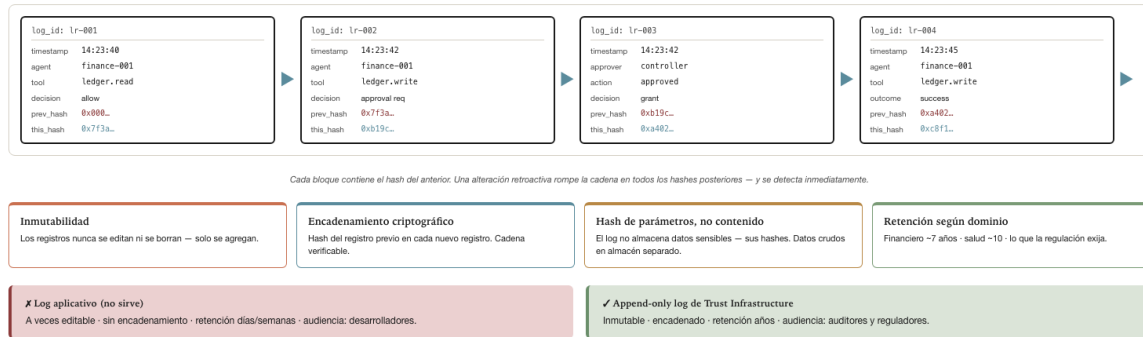 log_id: lr-001
timestamp 14:23:40
agent finance-001
tool ledger.read
decision allow
prev_hash 0x000…
this_hash 0x7f3a…
log_id: lr-002
timestamp 14:23:42
agent finance-001
tool ledger.write
decision approval req
prev_hash 0x7f3a…
this_hash 0xb19c…
log_id: lr-003
timestamp 14:23:42
approver controller
action approved
decision grant
prev_hash 0xb19c…
this_hash 0xa402…
log_id: lr-004
timestamp 14:23:45
agent finance-001
tool ledger.write
outcome success
prev_hash 0xa402…
this_hash 0xc8f1…
Cada bloque contiene el hash del anterior. Una alteración retroactiva rompe la cadena en todos los hashes posteriores — y se detecta inmediatamente.
Inmutabilidad
Los registros nunca se editan ni se borran — solo se agregan.
Encadenamiento criptográfico
Hash del registro previo en cada nuevo registro. Cadena
verificable.
Hash de parámetros, no contenido
El log no almacena datos sensibles — sus hashes. Datos crudos
en almacén separado.
Retención según dominio
Financiero ~7 años · salud ~10 · lo que la regulación exija.
✗ Log aplicativo (no sirve)
A veces editable · sin encadenamiento · retención días/semanas · audiencia: desarrolladores.
✓ Append-only log de Trust Infrastructure
Inmutable · encadenado · retención años · audiencia: auditores y reguladores.